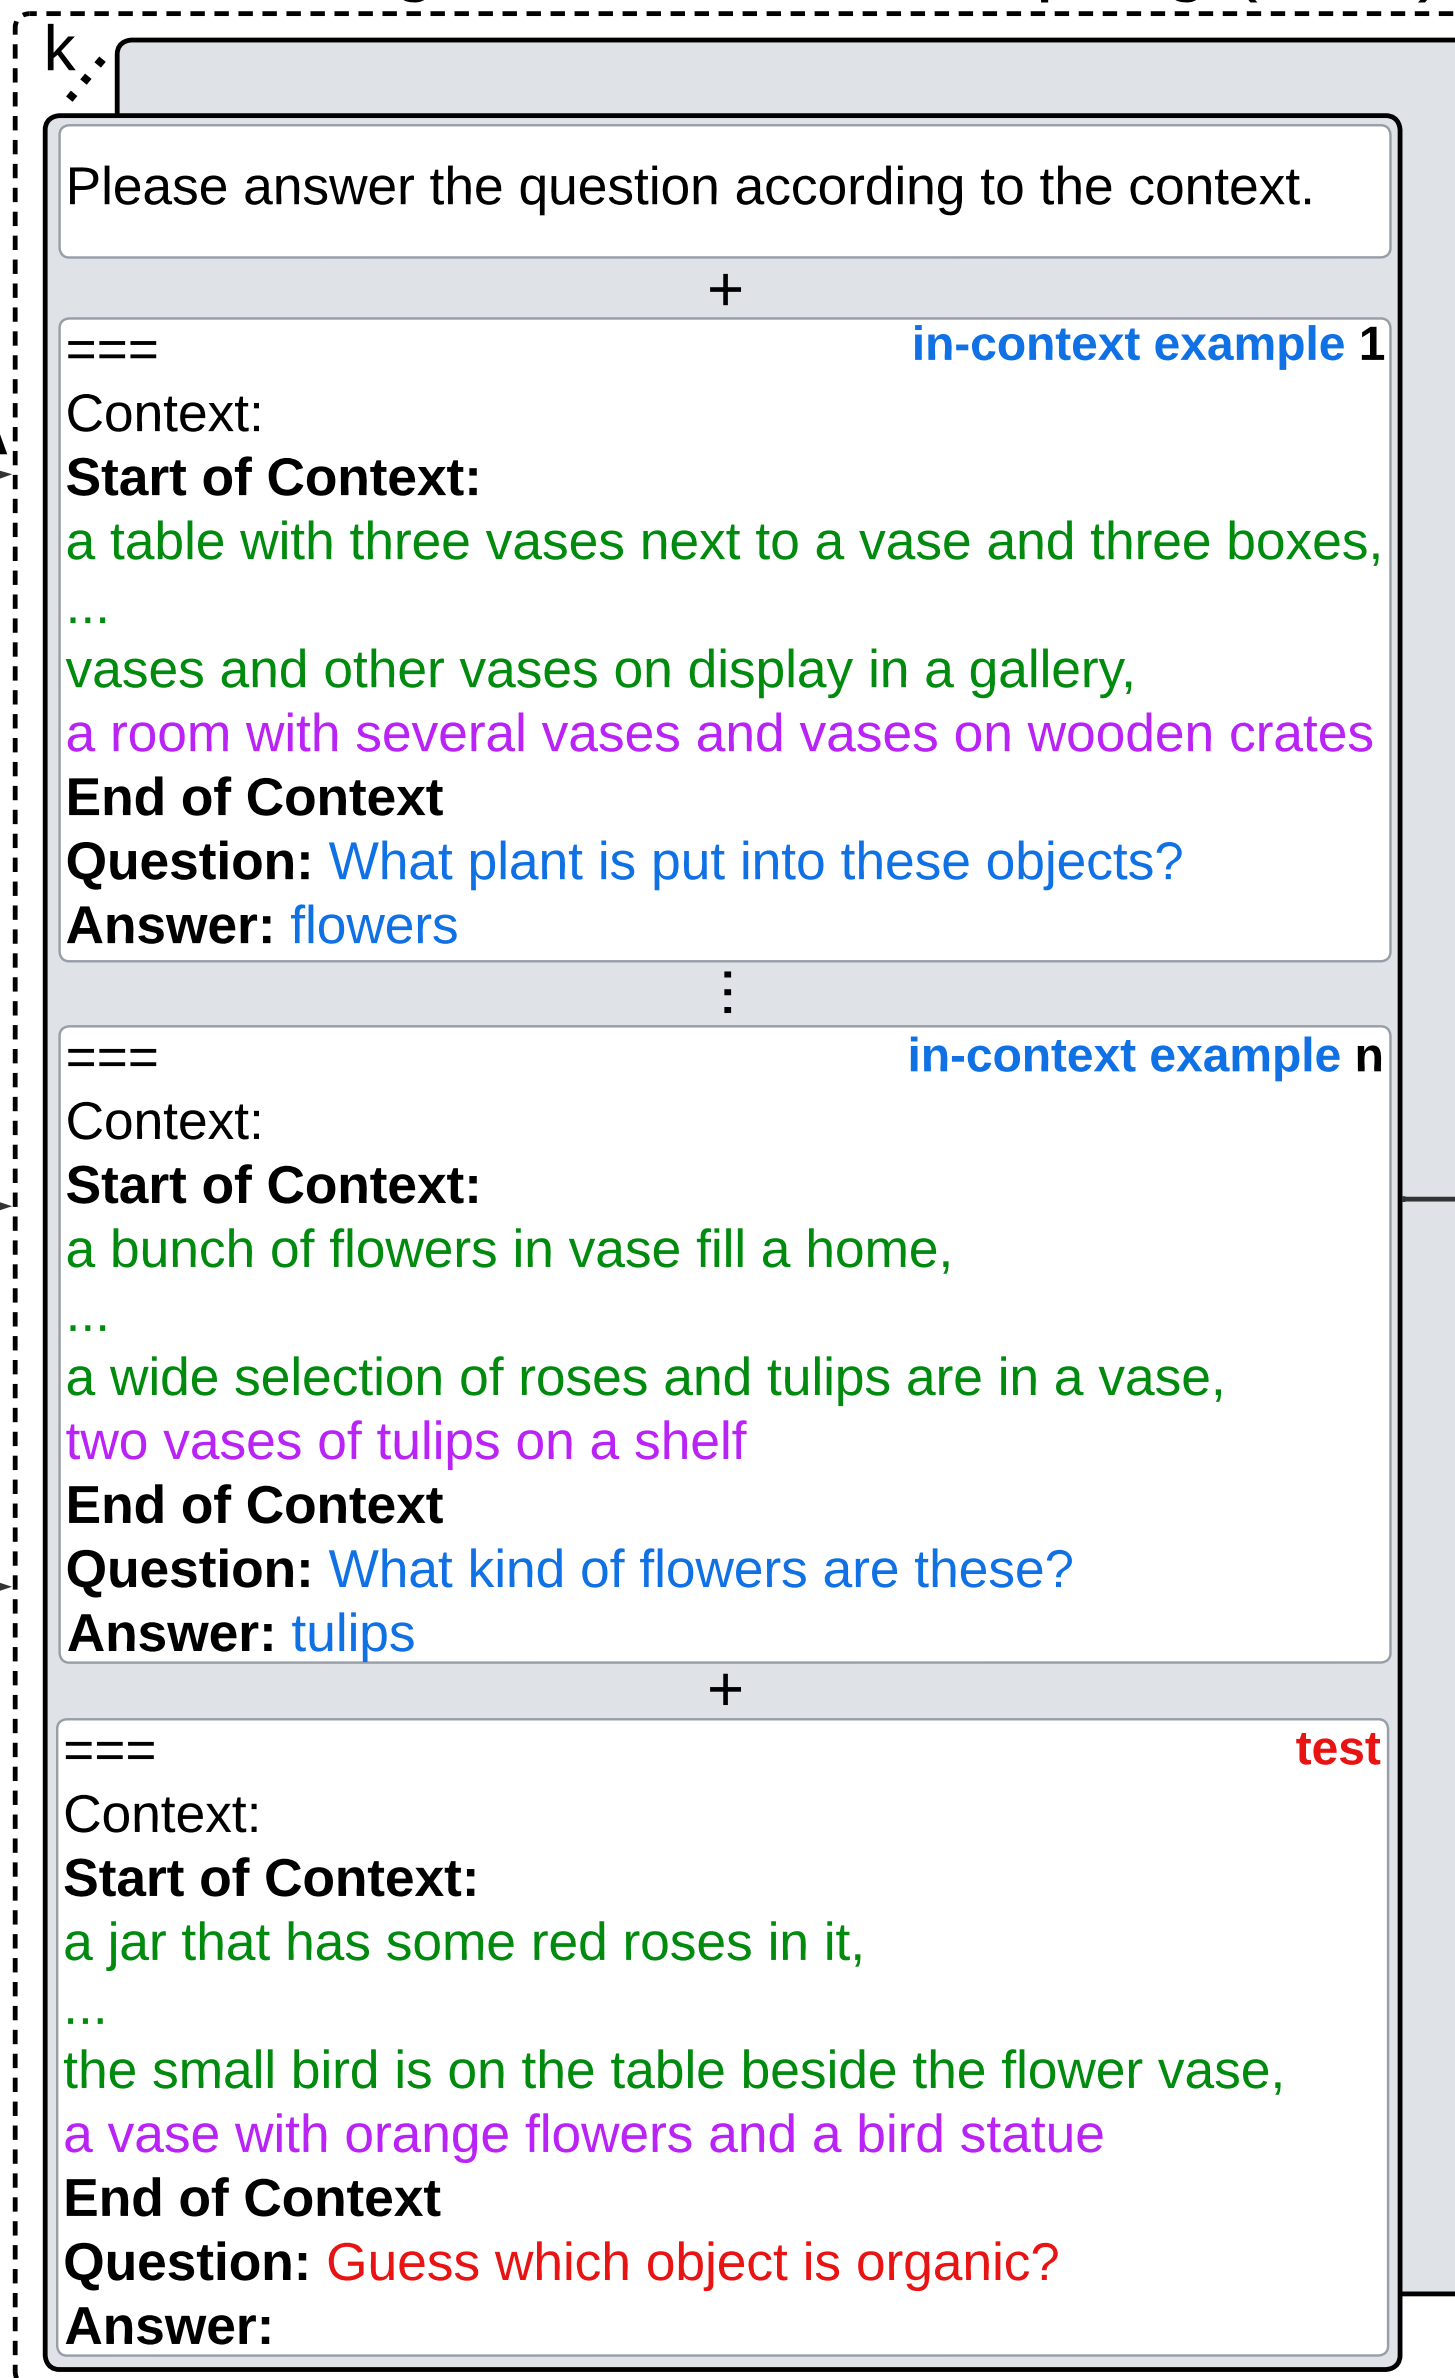 k
Please answer the question according to the context.
+
=== in-context example 1
Context:
Start of Context:
a table with three vases next to a vase and three boxes,
...
vases and other vases on display in a gallery,
a room with several vases and vases on wooden crates
End of Context
Question: What plant is put into these objects?
Answer: flowers
...
=== in-context example n
Context:
Start of Context:
a bunch of flowers in vase fill a home,
...
a wide selection of roses and tulips are in a vase,
two vases of tulips on a shelf
End of Context
Question: What kind of flowers are these?
Answer: tulips
+
=== test
Context:
Start of Context:
a jar that has some red roses in it,
...
the small bird is on the table beside the flower vase,
a vase with orange flowers and a bird statue
End of Context
Question: Guess which object is organic?
Answer: